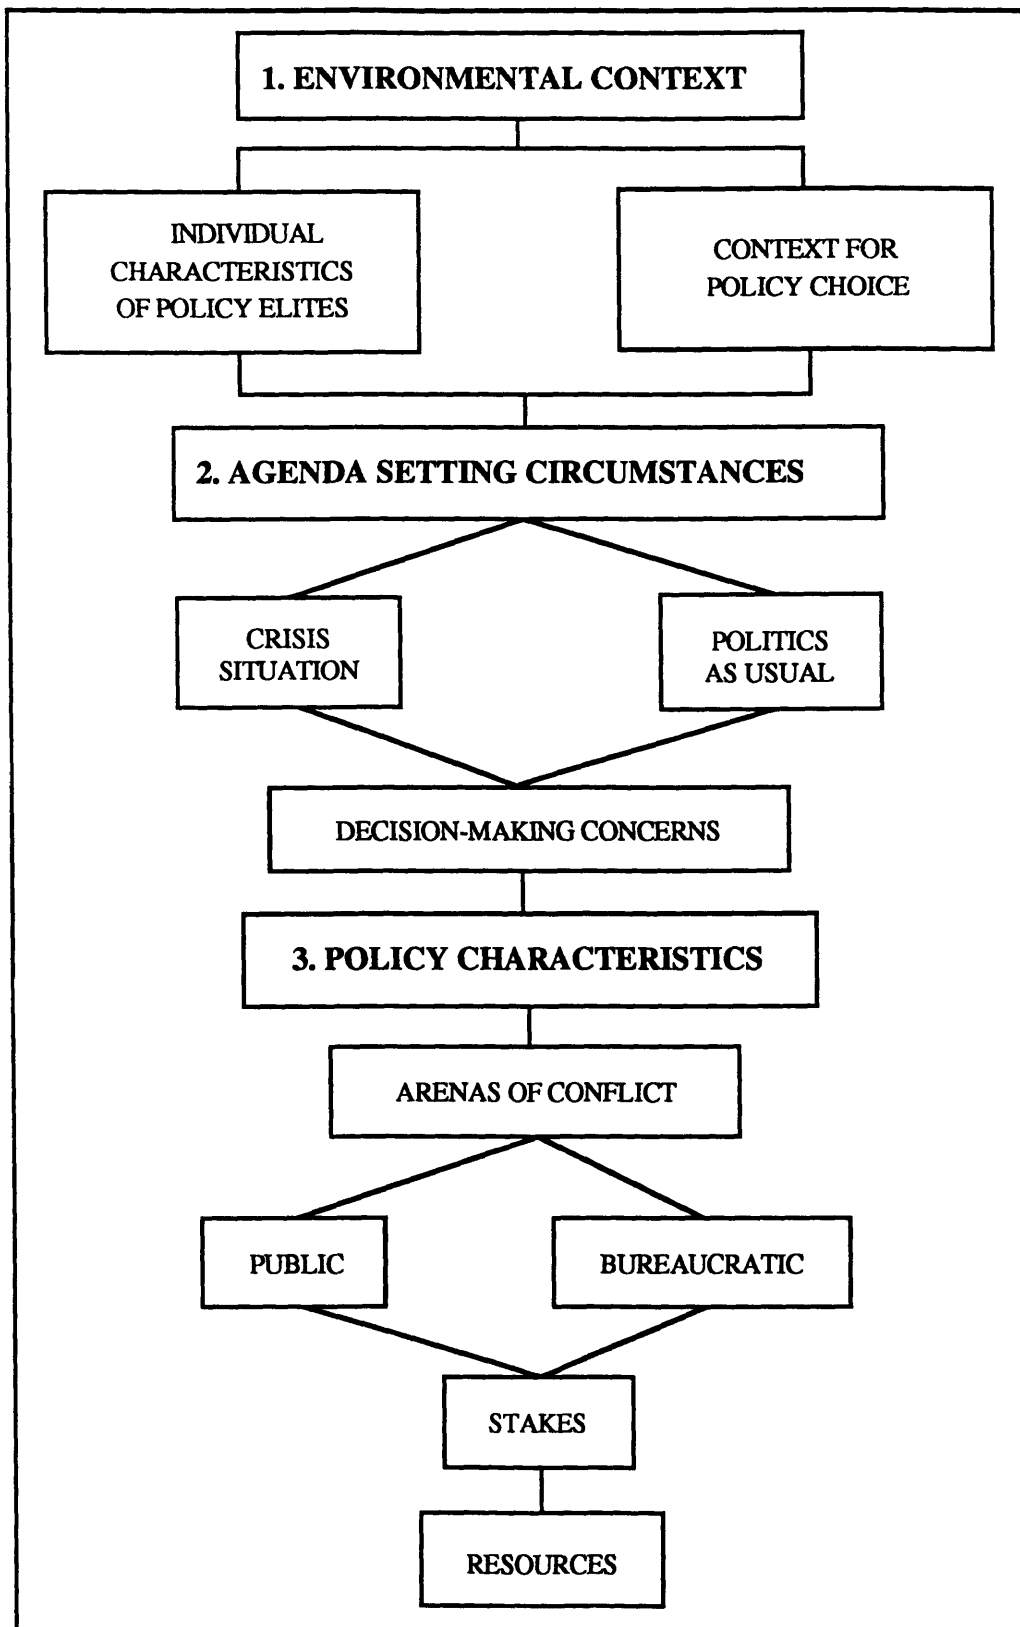 1. ENVIRONMENTAL CONTEXT
INDIVIDUAL
CHARACTERISTICS
OF POLICY ELITES
CONTEXT FOR
POLICY CHOICE
2. AGENDA SETTING CIRCUMSTANCES
CRISIS
SITUATION
POLITICS
AS USUAL
DECISION-MAKING CONCERNS
3. POLICY CHARACTERISTICS
ARENAS OF CONFLICT
PUBLIC
BUREAUCRATIC
STAKES
RESOURCES